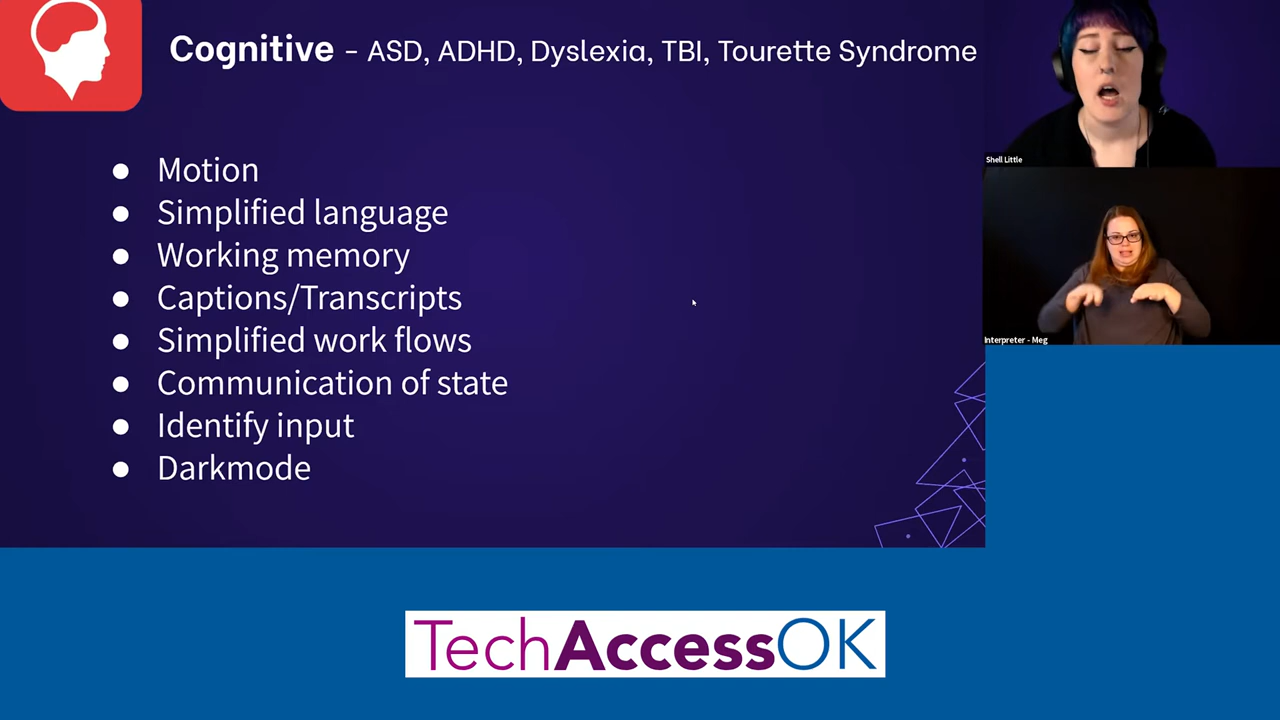 Cognitive – ASD, ADHD, Dyslexia, TBI, Tourette Syndrome
● Motion
● Simplified language
● Working memory
● Captions/Transcripts
● Simplified work flows
● Communication of state
● Identify input
● Darkmode
Shell Little
Interpreter - Meg
TechAccessOK